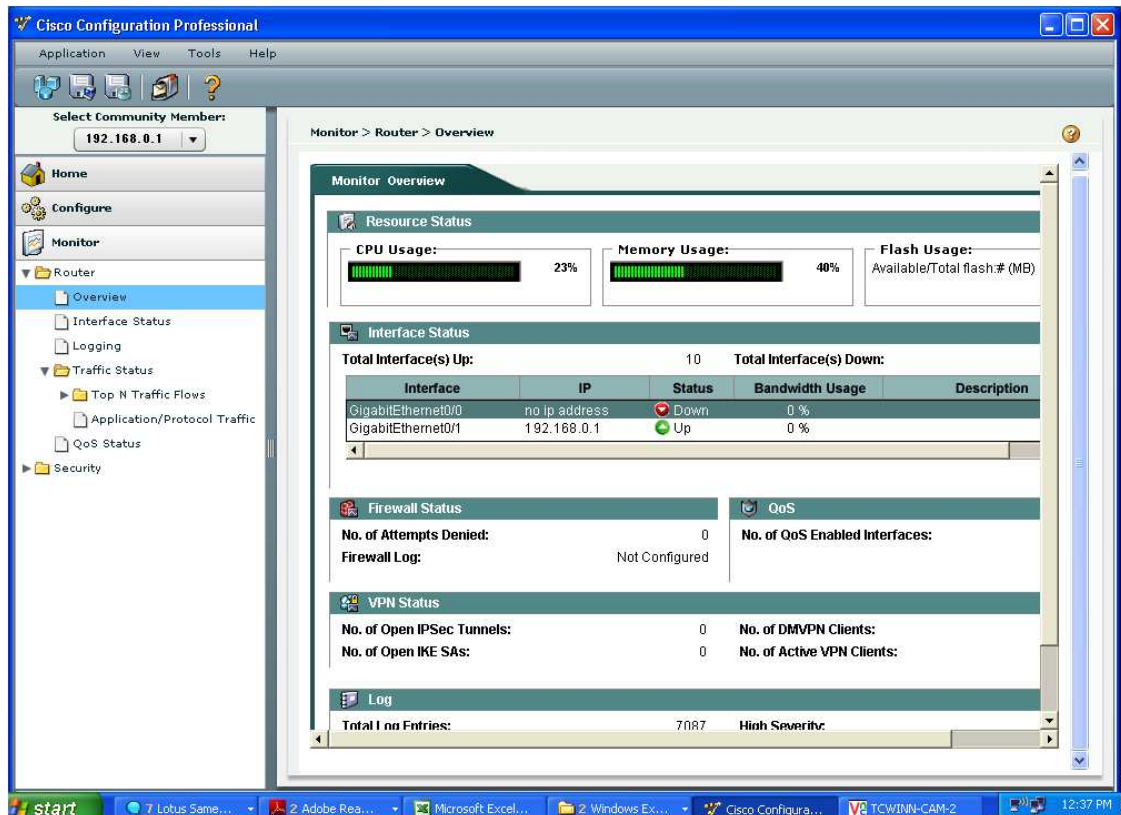 Cisco Configuration Professional
Application View Tools Help
Select Community Member:
192.168.0.1
Home
Configure
Monitor
Router
Overview
Interface Status
Logging
Traffic Status
Top N Traffic Flows
Application/Protocol Traffic
QoS Status
Security
Monitor > Router > Overview
Monitor Overview
Resource Status
CPU Usage: 23%
Memory Usage: 40%
Flash Usage:
Available/Total flash:# (MB)
Interface Status
Total Interface(s) Up: 10 Total Interface(s) Down:
Interface IP Status Bandwidth Usage Description
GigabitEthernet0/0 no ip address Down 0 %
GigabitEthernet0/1 192.168.0.1 Up 0 %
Firewall Status
No. of Attempts Denied: 0
Firewall Log: Not Configured
QoS
No. of QoS Enabled Interfaces:
VPN Status
No. of Open IPSec Tunnels: 0 No. of DMVPN Clients:
No. of Open IKE SAs: 0 No. of Active VPN Clients:
Log
Total Log Entries: 7087 High Severity:
start 7 Lotus Same... 2 Adobe Rea... Microsoft Excel... 2 Windows Ex... Cisco Configura... TCWINN-CAM-2 12:37 PM